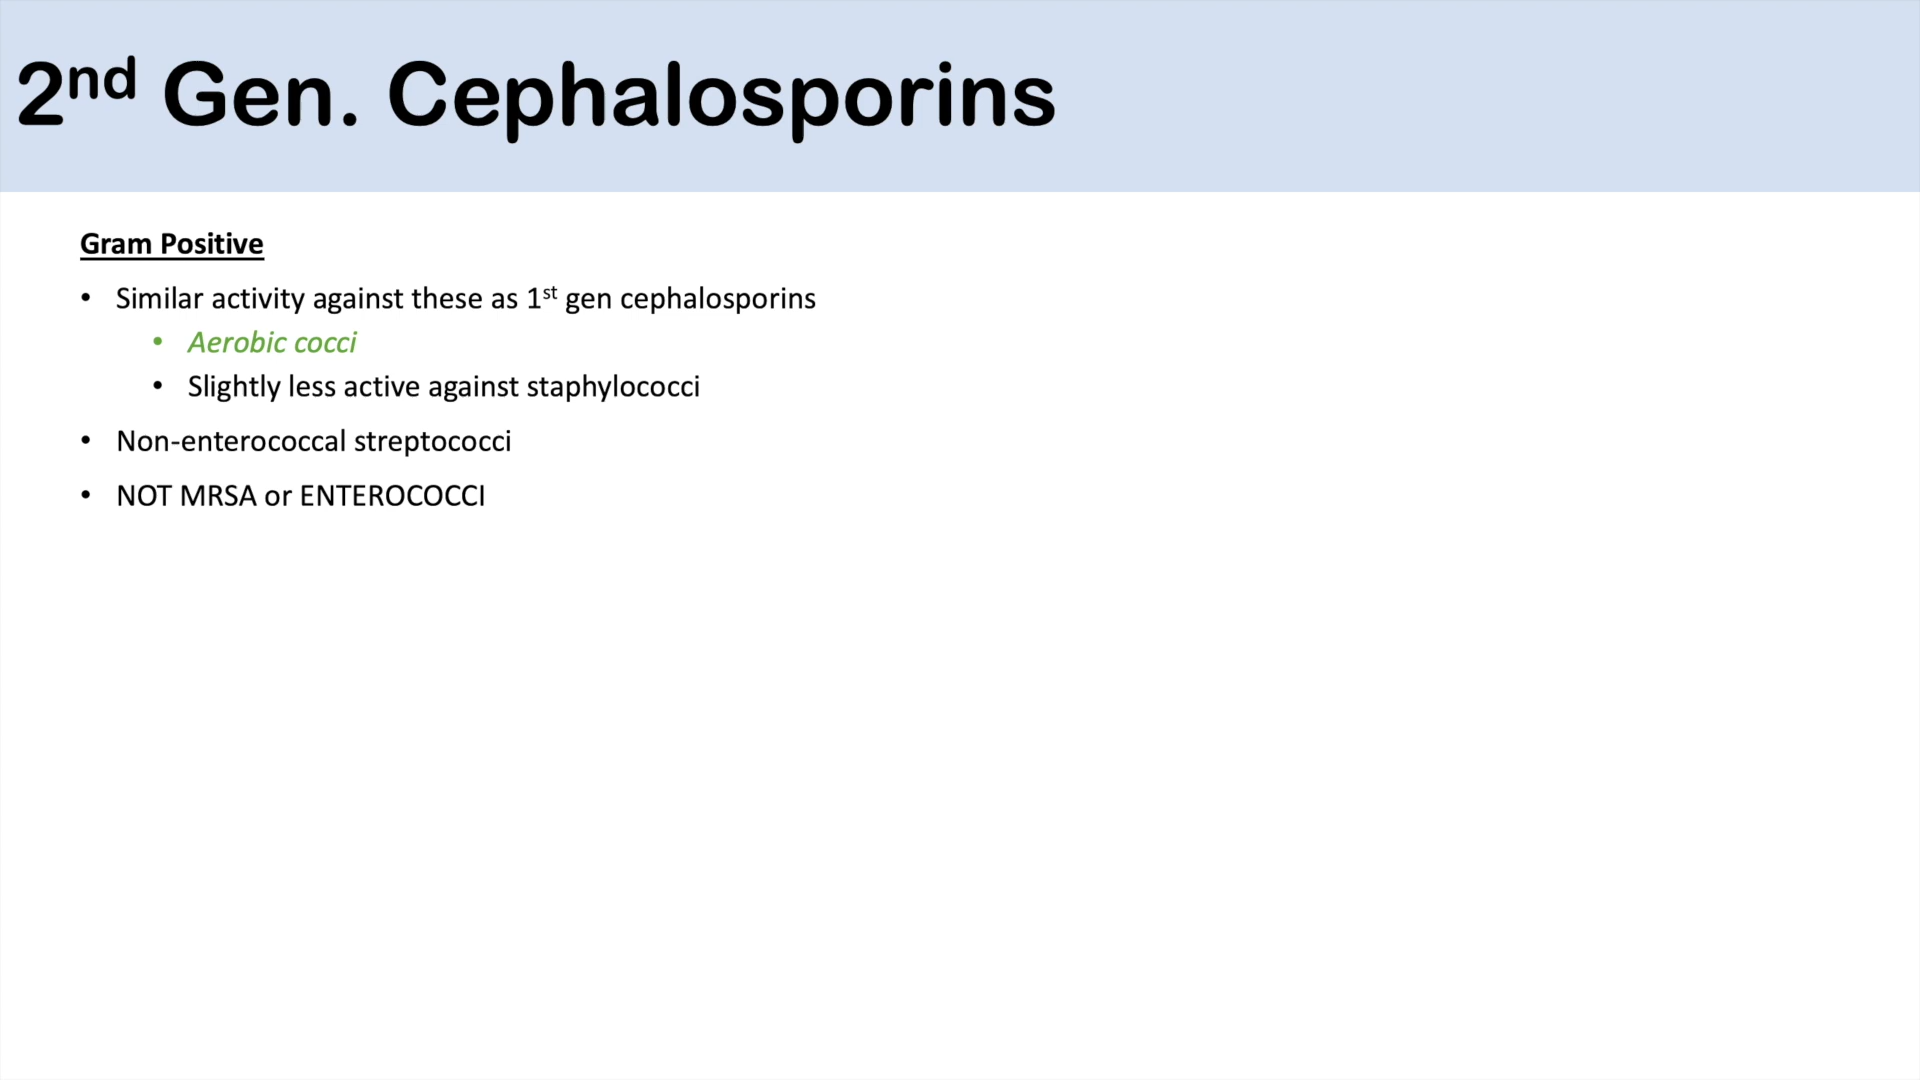 2nd Gen. Cephalosporins
Gram Positive
• Similar activity against these as 1st gen cephalosporins
• Aerobic cocci
• Slightly less active against staphylococci
• Non-enterococcal streptococci
• NOT MRSA or ENTEROCOCCI